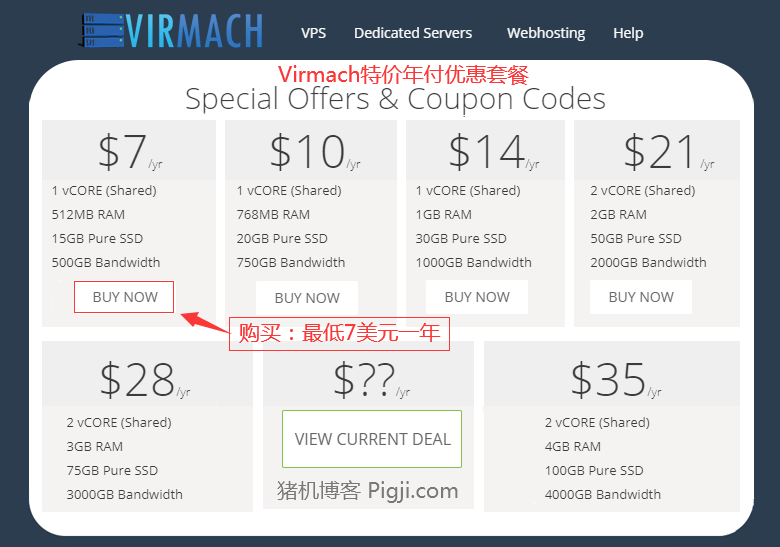 VIRMACH
VPS
Dedicated Servers
Webhosting
Help
Virmach特价年付优惠套餐
Special Offers & Coupon Codes
$7/yr
1 vCORE (Shared)
512MB RAM
15GB Pure SSD
500GB Bandwidth
BUY NOW
$10/yr
1 vCORE (Shared)
768MB RAM
20GB Pure SSD
750GB Bandwidth
BUY NOW
$14/yr
1 vCORE (Shared)
1GB RAM
30GB Pure SSD
1000GB Bandwidth
BUY NOW
$21/yr
2 vCORE (Shared)
2GB RAM
50GB Pure SSD
2000GB Bandwidth
BUY NOW
购买：最低7美元一年
$28/yr
2 vCORE (Shared)
3GB RAM
75GB Pure SSD
3000GB Bandwidth
$??/yr
VIEW CURRENT DEAL
猪机博客 Pigji.com
$35/yr
2 vCORE (Shared)
4GB RAM
100GB Pure SSD
4000GB Bandwidth